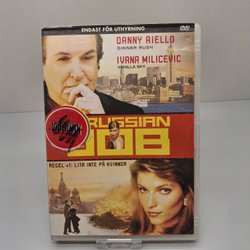 ENDAST FÖR UTHYRNING
DVD
DANNY AIELLO
DINNER RUSH
IVANA MILICEVIC
VANILLA SKY
RUSSIAN
JOB
REGEL #1: LITA INTE PÅ KVINNOR